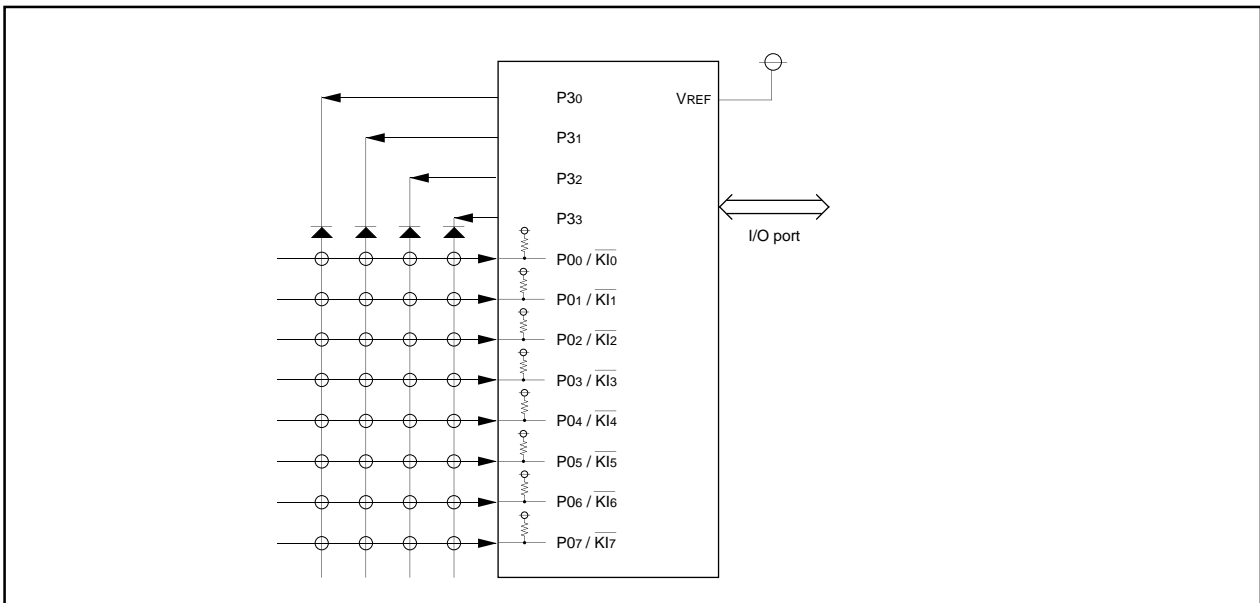 P30 VREF
P31
P32
I/O port
P33
P00 / KI0
P01 / KI1
P02 / KI2
P03 / KI3
P04 / KI4
P05 / KI5
P06 / KI6
P07 / KI7